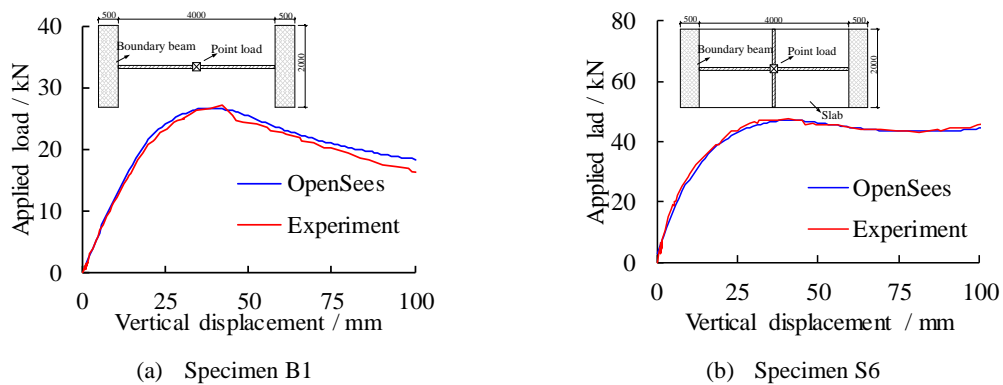 500
4000
500
Boundary beam
Point load
2000
Applied load / kN
40
30
20
10
0
OpenSees
Experiment
0
25
50
75
100
Vertical displacement / mm
(a) Specimen B1
500
4000
500
Boundary beam
Point load
2000
Slab
Applied lad / kN
80
60
40
20
0
OpenSees
Experiment
0
25
50
75
100
Vertical displacement / mm
(b) Specimen S6